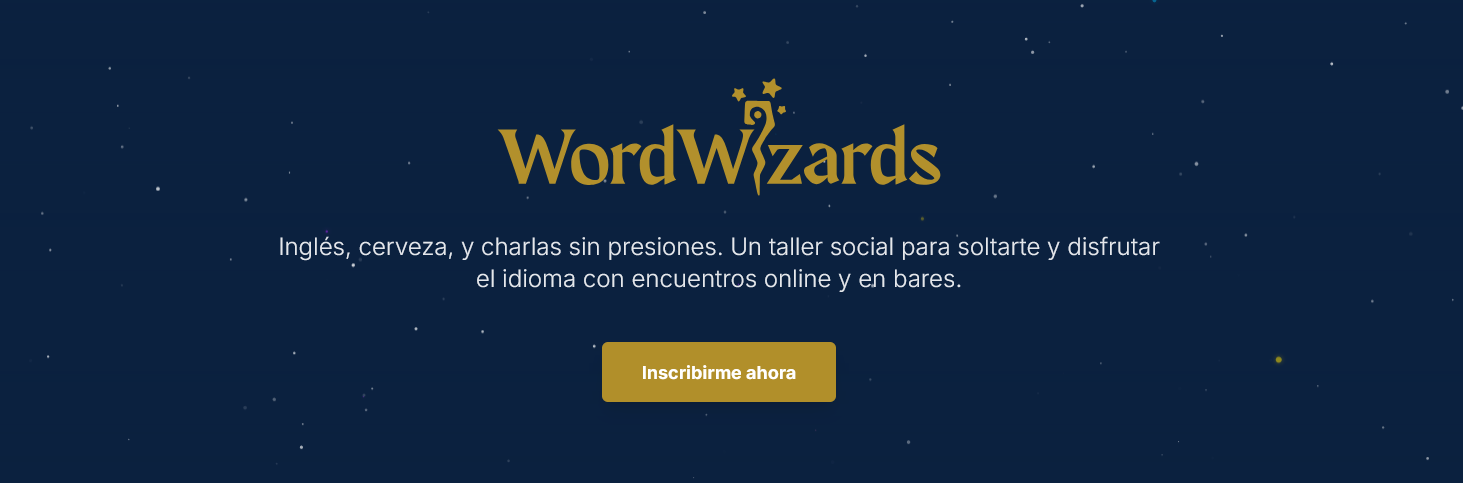 WordWizards
Inglés, cerveza, y charlas sin presiones. Un taller social para soltarte y disfrutar
el idioma con encuentros online y en bares.
Inscribirme ahora